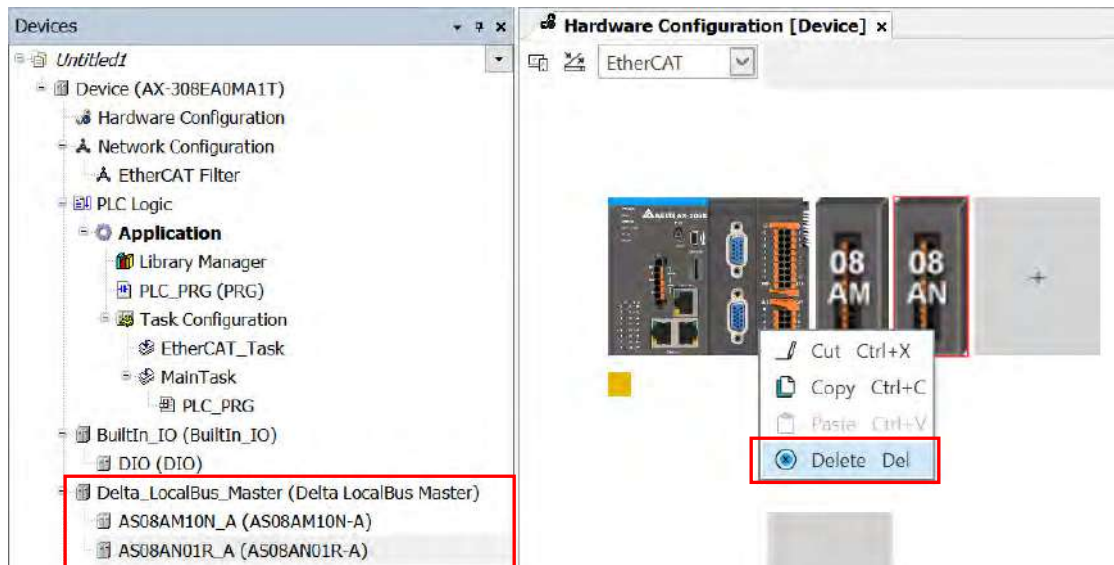 Devices
Untitled1
Device (AX-308EA0MA1T)
Hardware Configuration
Network Configuration
EtherCAT Filter
PLC Logic
Application
Library Manager
PLC_PRG (PRG)
Task Configuration
EtherCAT_Task
MainTask
PLC_PRG
BuiltIn_IO (BuiltIn_IO)
DIO (DIO)
Delta_LocalBus_Master (Delta LocalBus Master)
AS08AM10N_A (AS08AM10N-A)
AS08AN01R_A (AS08AN01R-A)
Hardware Configuration [Device] x
EtherCAT
08
AM
08
AN
Cut Ctrl+X
Copy Ctrl+C
Paste Ctrl+V
Delete Del